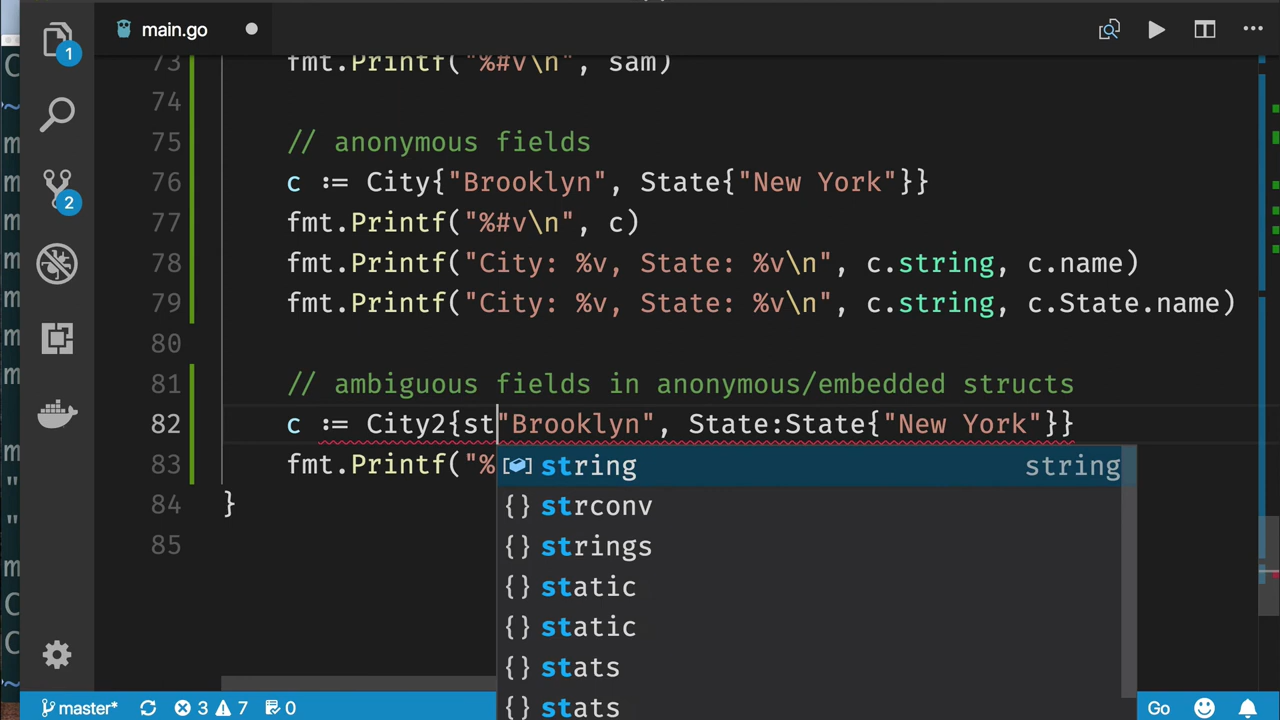 main.go
1
73 fmt.Printf("%#v\n", sam)
74
75 // anonymous fields
76 c := City{"Brooklyn", State{"New York"}}
77 fmt.Printf("%#v\n", c)
78 fmt.Printf("City: %v, State: %v\n", c.string, c.name)
79 fmt.Printf("City: %v, State: %v\n", c.string, c.State.name)
2
80
81 // ambiguous fields in anonymous/embedded structs
82 c := City2{st"Brooklyn", State:State{"New York"}}
83 fmt.Printf("%
string string
84 }
strconv
85
strings
static
static
stats
stats
master* 3 7 0 Go